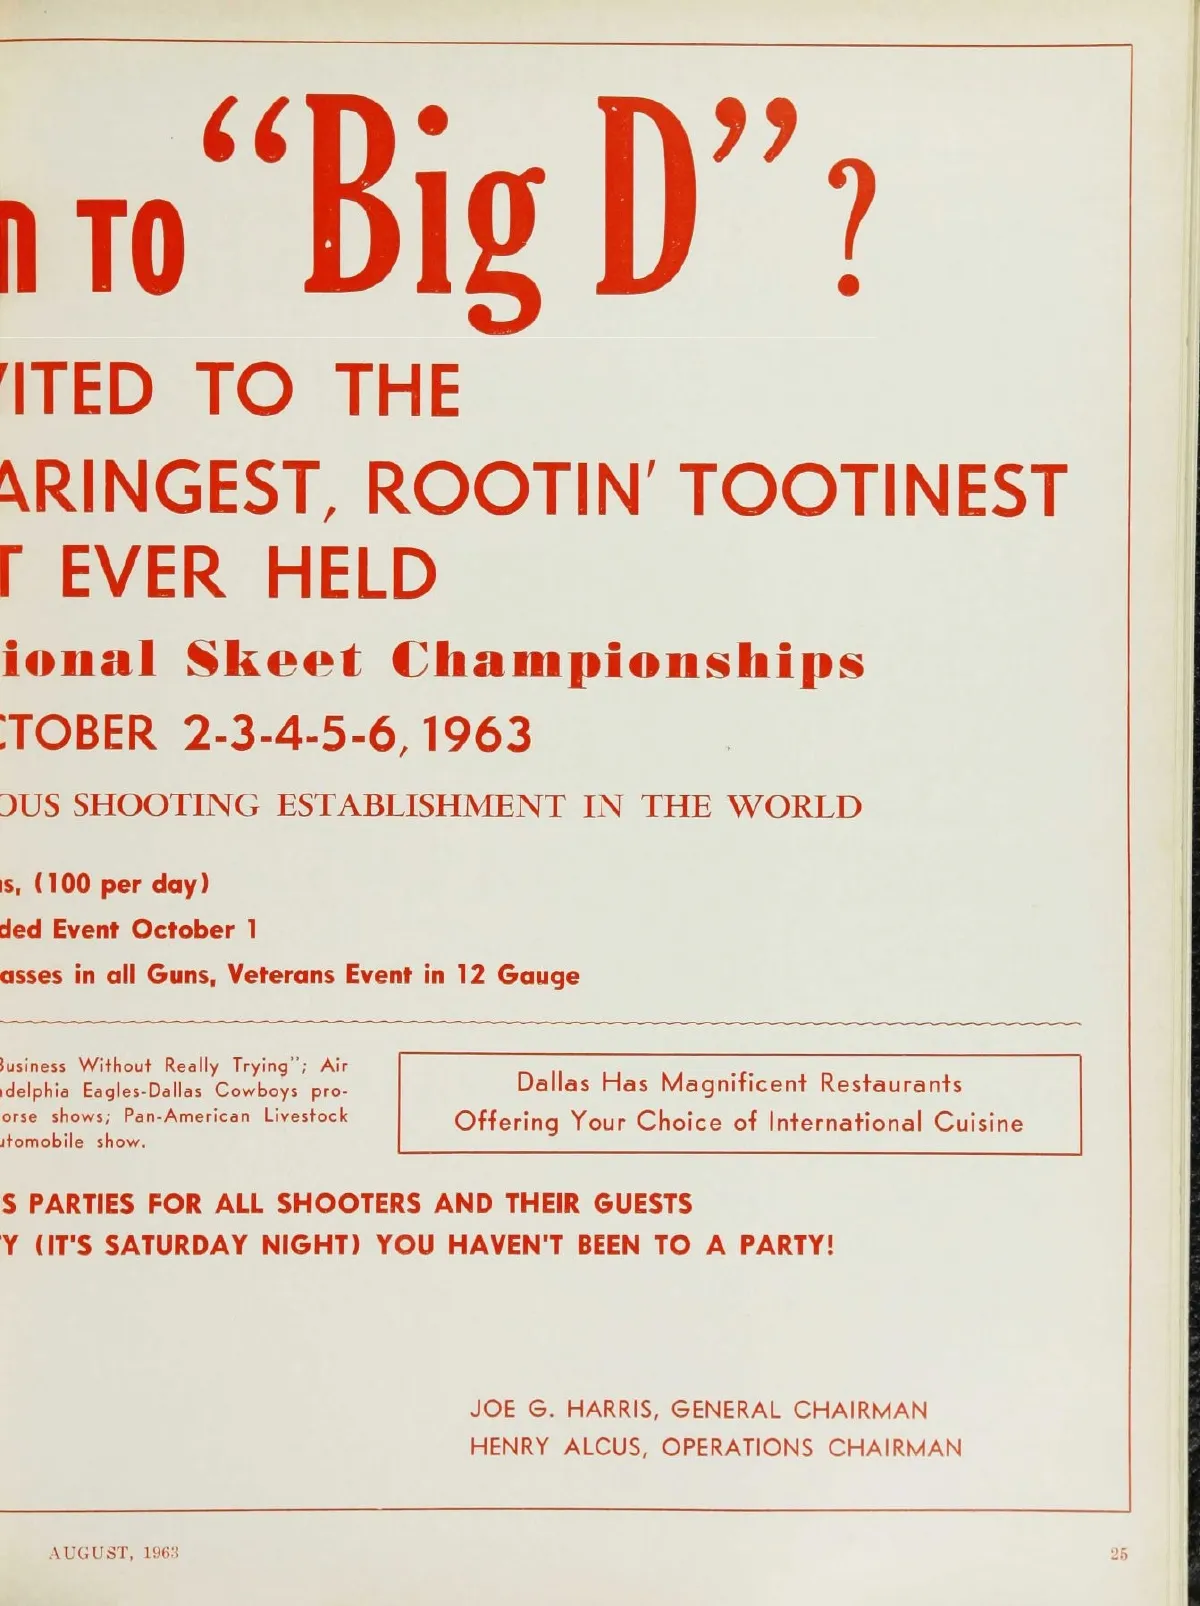 n TO “Big D”?
VITED TO THE
ARINGEST, ROOTIN’ TOOTINEST
T EVER HELD
ional Skeet Championships
CTOBER 2-3-4-5-6, 1963
OUS SHOOTING ESTABLISHMENT IN THE WORLD
ns, (100 per day)
ded Event October 1
asses in all Guns, Veterans Event in 12 Gauge
Business Without Really Trying”; Air
adelphia Eagles-Dallas Cowboys pro-
orse shows; Pan-American Livestock
utomobile show.
Dallas Has Magnificent Restaurants
Offering Your Choice of International Cuisine
S PARTIES FOR ALL SHOOTERS AND THEIR GUESTS
TY (IT'S SATURDAY NIGHT) YOU HAVEN'T BEEN TO A PARTY!
JOE G. HARRIS, GENERAL CHAIRMAN
HENRY ALCUS, OPERATIONS CHAIRMAN
AUGUST, 1963
25